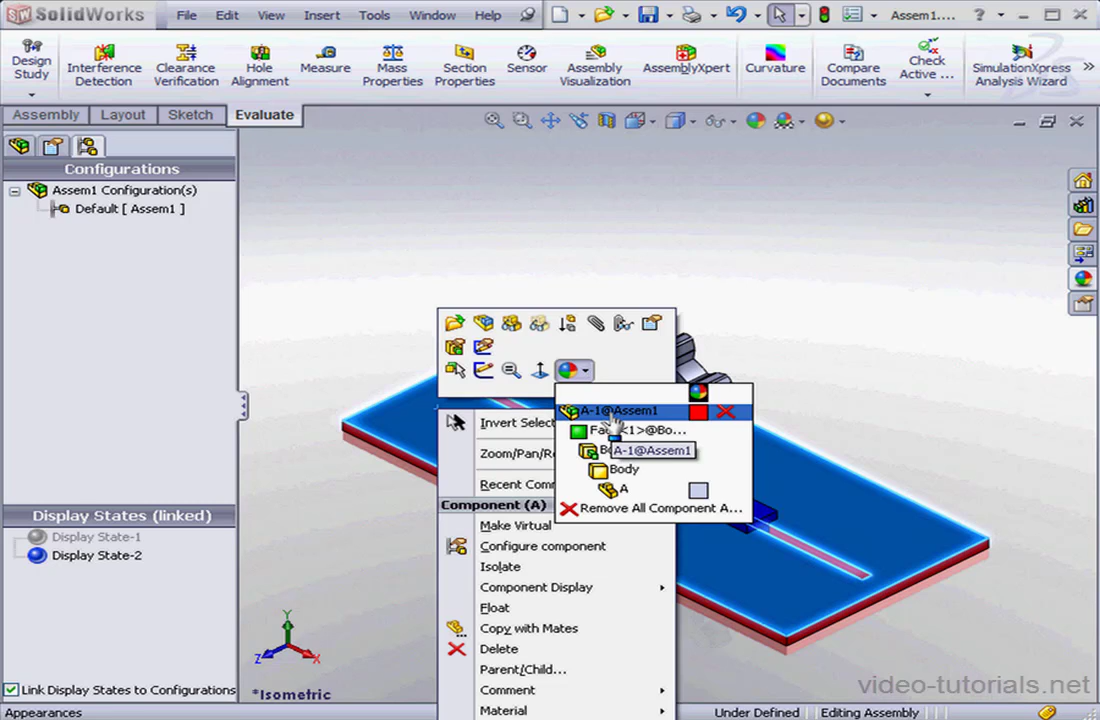 SolidWorks File Edit View Insert Tools Window Help Assem1.... ?
Design Study
Interference Detection
Clearance Verification
Hole Alignment
Measure
Mass Properties
Section Properties
Sensor
Assembly Visualization
AssemblyXpert
Curvature
Compare Documents
Check Active ...
SimulationXpress Analysis Wizard
Assembly Layout Sketch Evaluate
Configurations
Assem1 Configuration(s)
Default [ Assem1 ]
Display States (linked)
Display State-1
Display State-2
Link Display States to Configurations
A-1@Assem1
<1>@Bo...
A-1@Assem1
Body
A
Remove All Component A...
Invert Select
Zoom/Pan/Ro
Recent Comm
Component (A)
Make Virtual
Configure component
Isolate
Component Display
Float
Copy with Mates
Delete
Parent/Child...
Comment
Material
Y
Z
X
*Isometric
video-tutorials.net
Appearances
Under Defined
Editing Assembly